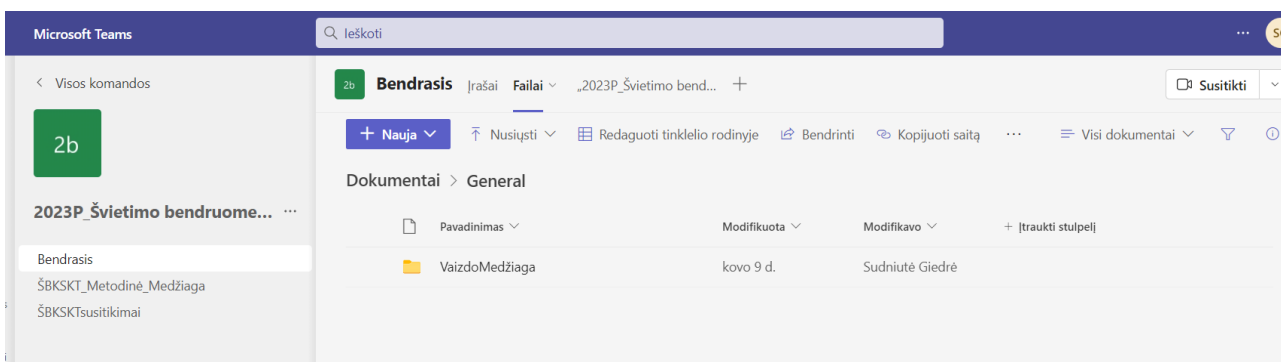 Microsoft Teams
Ieškoti
...
Visos komandos
2b
2023P_Švietimo bendruome... ...
Bendrasis
ŠBKSKT_Metodinė_Medžiaga
ŠBKSKTsusitikimai
2b Bendrasis Įrašai Failai „2023P_Švietimo bend... +
Susitikti
+ Nauja Nusiųsti Redaguoti tinklelio rodinyje Bendrinti Kopijuoti saitą ... Visi dokumentai
Dokumentai > General
Pavadinimas Modifikuota Modifikavo + Įtraukti stulpelį
VaizdoMedžiaga kovo 9 d. Sudniutė Giedrė